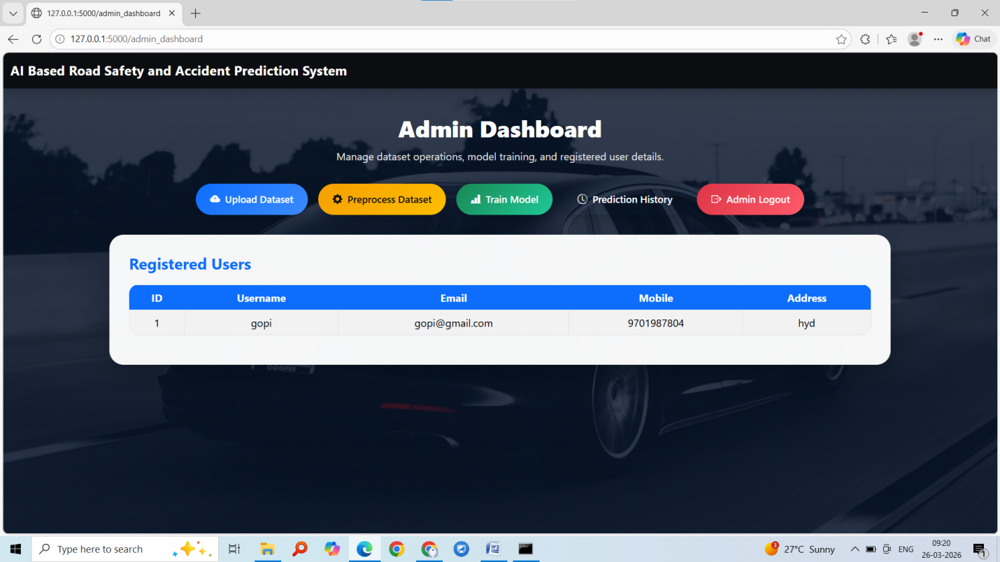 127.0.0.1:5000/admin_dashboard
127.0.0.1:5000/admin_dashboard
Chat
AI Based Road Safety and Accident Prediction System
Admin Dashboard
Manage dataset operations, model training, and registered user details.
Upload Dataset Preprocess Dataset Train Model Prediction History Admin Logout
Registered Users
ID Username Email Mobile Address
1 gopi gopi@gmail.com 9701987804 hyd
COOPER
Type here to search
3 27°C Sunny ENG 09:20
26-03-2026 1